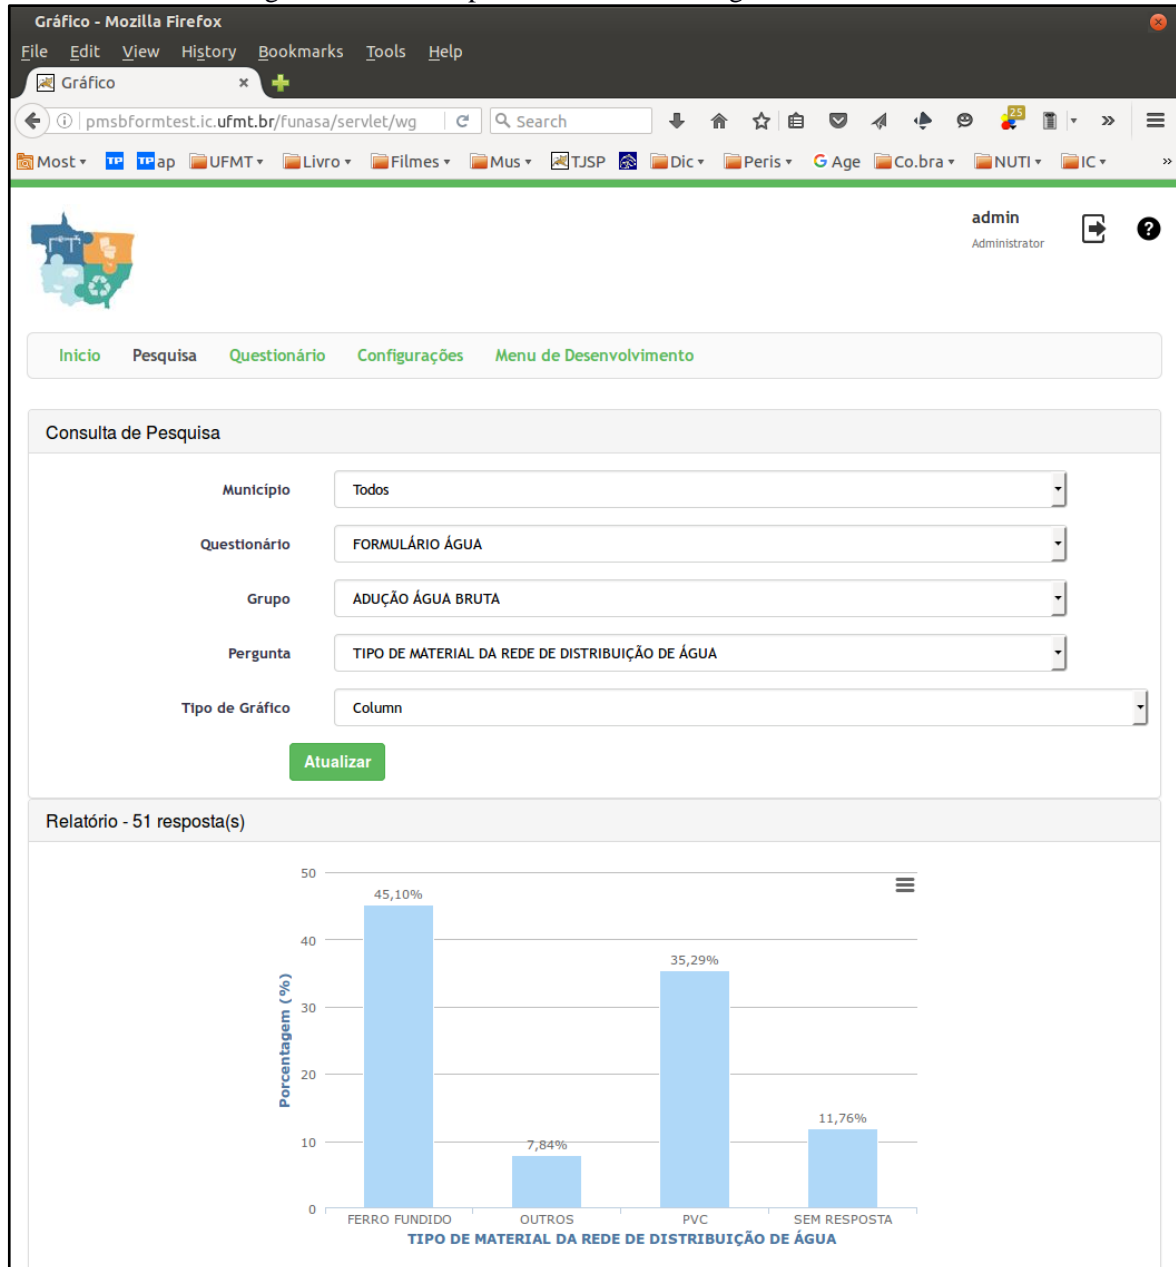 Gráfico - Mozilla Firefox
File Edit View History Bookmarks Tools Help
Gráfico ×
pmsbformtest.ic.ufmt.br/funasa/servlet/wg Search 25
Most TP TP ap UFMT Livro Filmes Mus TJSP Dic Peris G Age Co.bra NUTI IC »
admin
Administrator
Inicio Pesquisa Questionário Configurações Menu de Desenvolvimento
Consulta de Pesquisa
Município Todos
Questionário FORMULÁRIO ÁGUA
Grupo ADUÇÃO ÁGUA BRUTA
Pergunta TIPO DE MATERIAL DA REDE DE DISTRIBUIÇÃO DE ÁGUA
Tipo de Gráfico Column
Atualizar
Relatório - 51 resposta(s)
50
45,10%
40
35,29%
30
Porcentagem (%)
20
11,76%
10
7,84%
0
FERRO FUNDIDO OUTROS PVC SEM RESPOSTA
TIPO DE MATERIAL DA REDE DE DISTRIBUIÇÃO DE ÁGUA